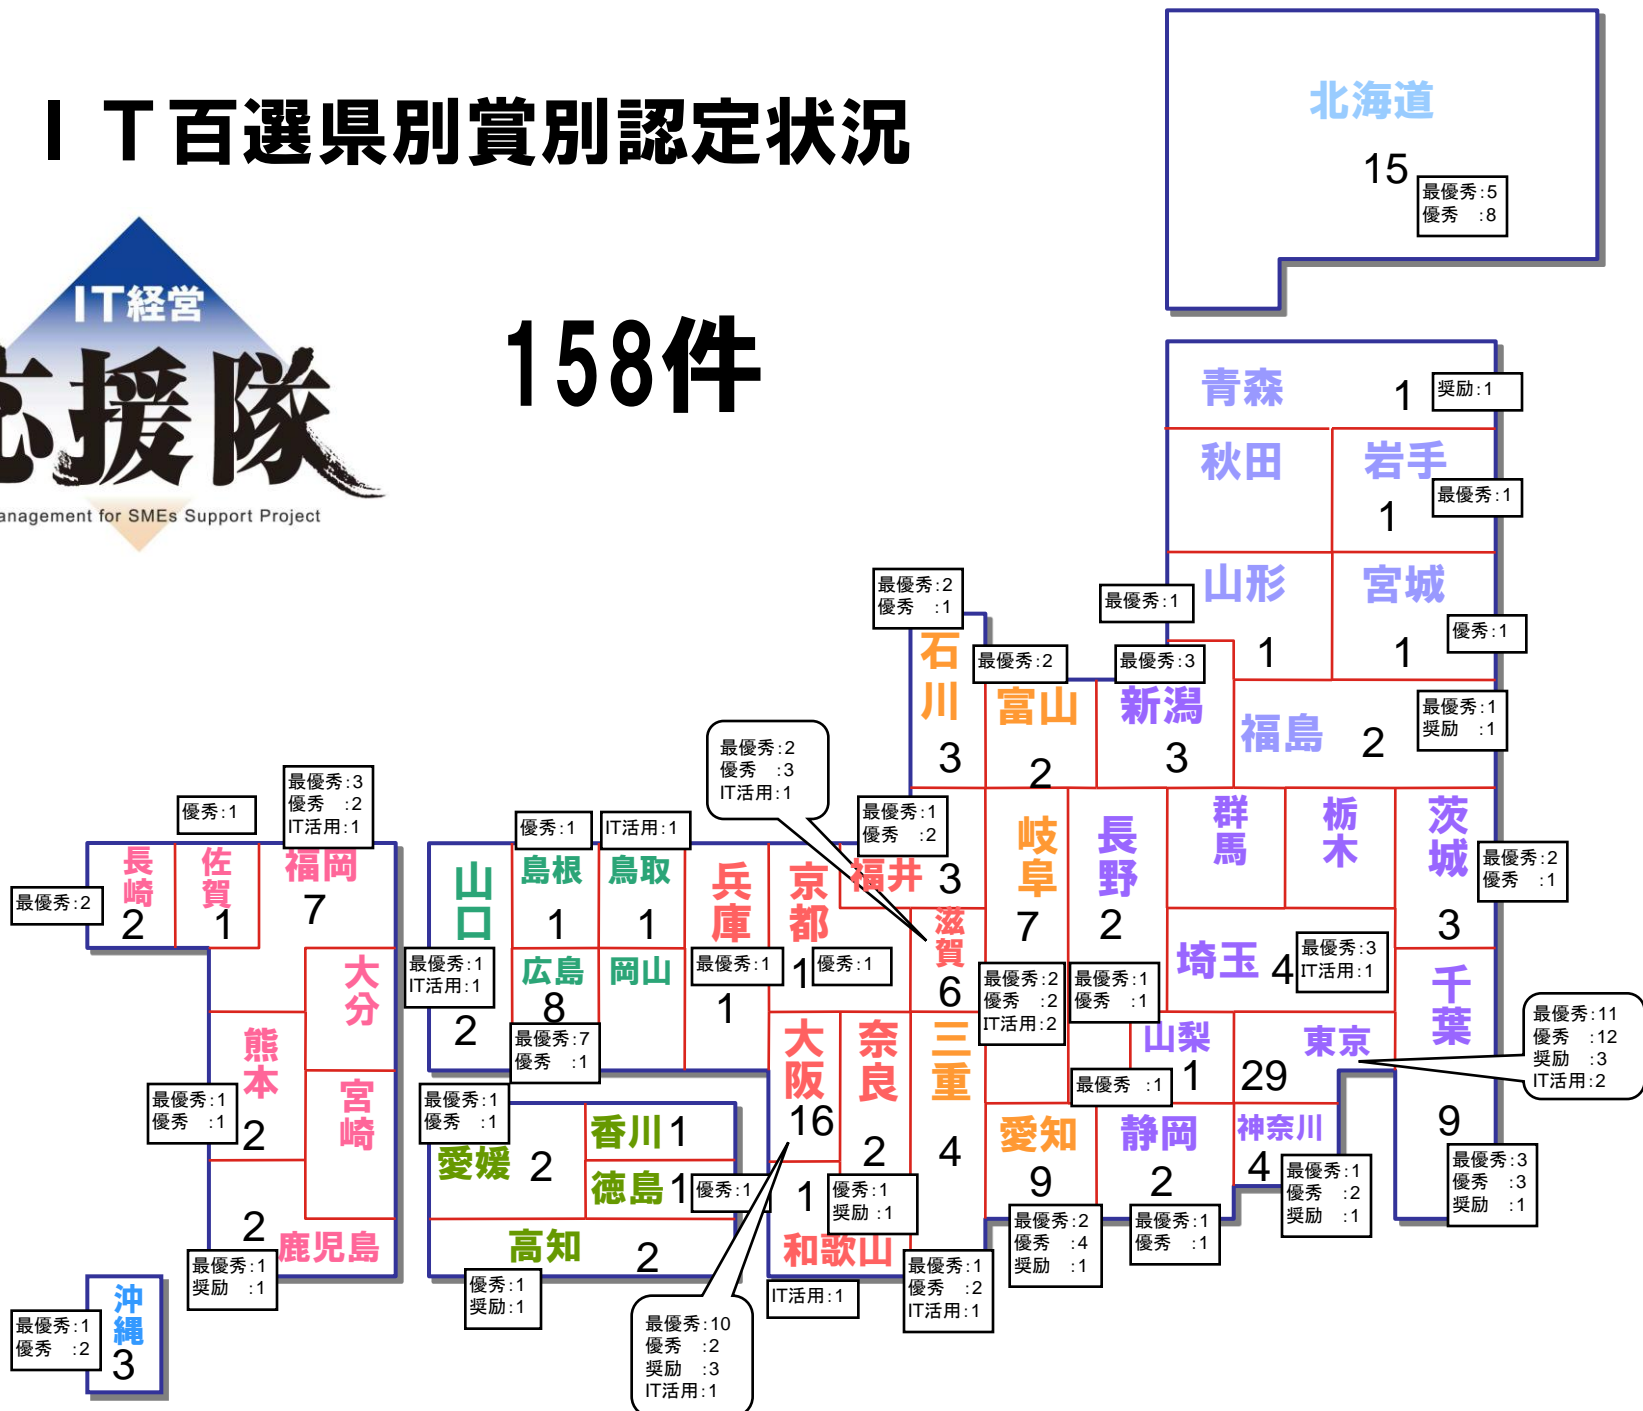 ＩＴ百選県別賞別認定状況
158件
IT経営
応援隊
anagement for SMEs Support Project
北海道
15
最優秀:5
優秀　:8
青森
1
奨励:1
秋田
岩手
1
最優秀:1
山形
1
最優秀:1
宮城
1
優秀:1
福島
2
最優秀:1
奨励　:1
新潟
3
最優秀:3
富山
2
最優秀:2
石川
3
最優秀:2
優秀　:1
福井
3
最優秀:1
優秀　:2
滋賀
6
最優秀:2
優秀　:3
IT活用:1
岐阜
7
最優秀:2
優秀　:2
IT活用:2
長野
2
最優秀:1
優秀　:1
群馬
栃木
茨城
3
最優秀:2
優秀　:1
埼玉
4
最優秀:3
IT活用:1
千葉
9
最優秀:3
優秀　:3
奨励　:1
東京
29
最優秀:11
優秀　:12
奨励　:3
IT活用:2
山梨
1
最優秀　:1
神奈川
4
最優秀:1
優秀　:2
奨励　:1
静岡
2
最優秀:1
優秀　:1
愛知
9
最優秀:2
優秀　:4
奨励　:1
三重
4
最優秀:1
優秀　:2
IT活用:1
奈良
2
優秀:1
奨励:1
和歌山
1
IT活用:1
大阪
16
最優秀:10
優秀　:2
奨励　:3
IT活用:1
京都
1
優秀:1
兵庫
1
最優秀:1
鳥取
1
IT活用:1
島根
1
優秀:1
岡山
広島
8
最優秀:7
優秀　:1
山口
2
最優秀:1
IT活用:1
香川
1
徳島
1
優秀:1
愛媛
2
最優秀:1
優秀　:1
高知
2
優秀:1
奨励:1
福岡
7
最優秀:3
優秀　:2
IT活用:1
佐賀
1
優秀:1
長崎
2
最優秀:2
大分
熊本
2
最優秀:1
優秀　:1
宮崎
鹿児島
2
最優秀:1
奨励　:1
沖縄
3
最優秀:1
優秀　:2